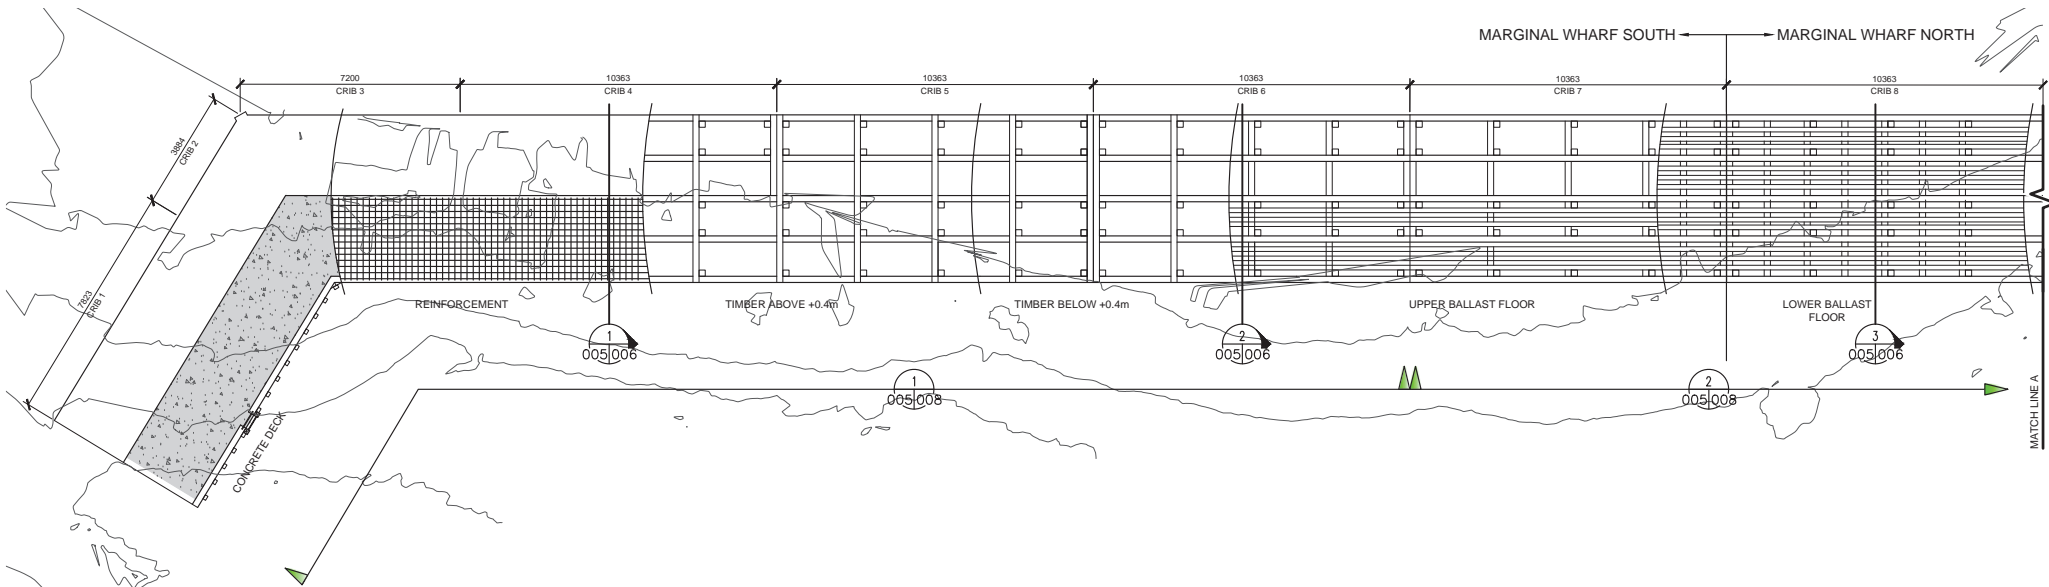 MARGINAL WHARF SOUTH
MARGINAL WHARF NORTH
7200
CRIB 3
10363
CRIB 4
10363
CRIB 5
10363
CRIB 6
10363
CRIB 7
10363
CRIB 8
3884
CRIB 2
7823
CRIB 1
CONCRETE DECK
REINFORCEMENT
TIMBER ABOVE +0.4m
TIMBER BELOW +0.4m
UPPER BALLAST FLOOR
LOWER BALLAST
FLOOR
1
005 006
2
005 006
3
005 006
1
005 008
2
005 008
MATCH LINE A